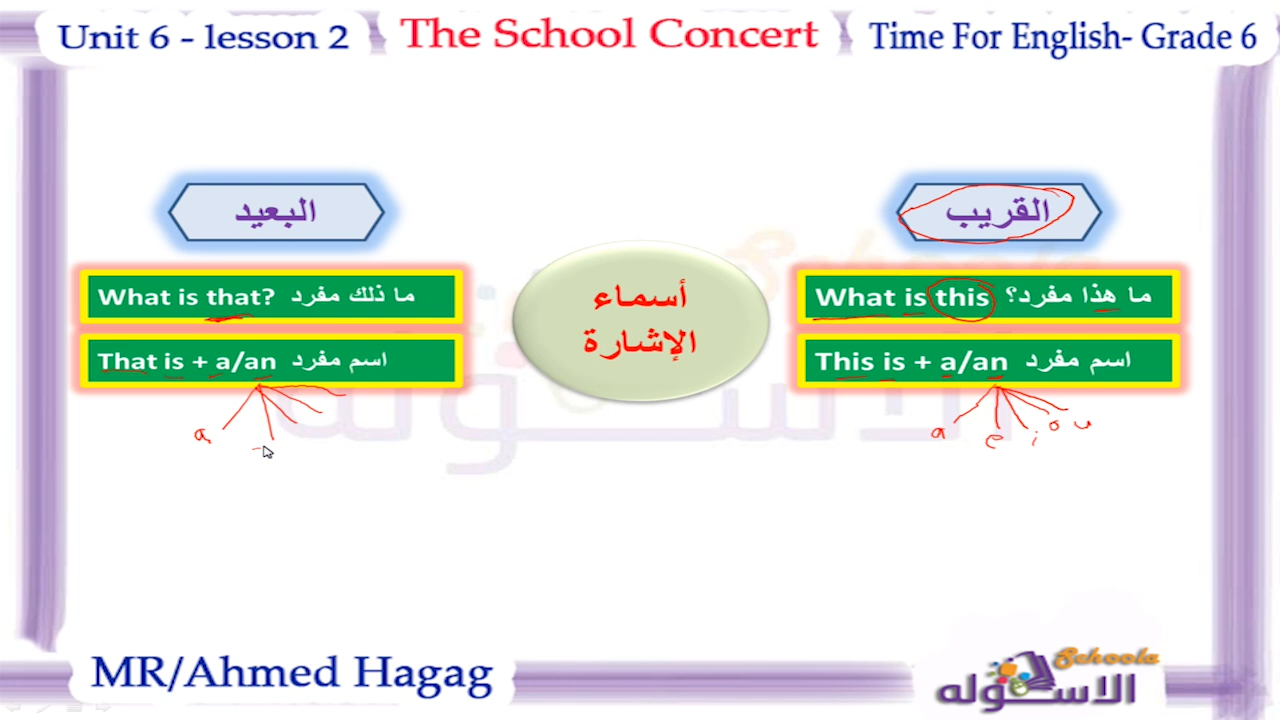 Unit 6 - lesson 2
The School Concert
Time For English- Grade 6
البعيد
القريب
What is that? ما ذلك مفرد
That is + a/an اسم مفرد
أسماء
الإشارة
What is this ما هذا مفرد؟
This is + a/an اسم مفرد
a
a e i o u
MR/Ahmed Hagag
Schoola
الاسـوله